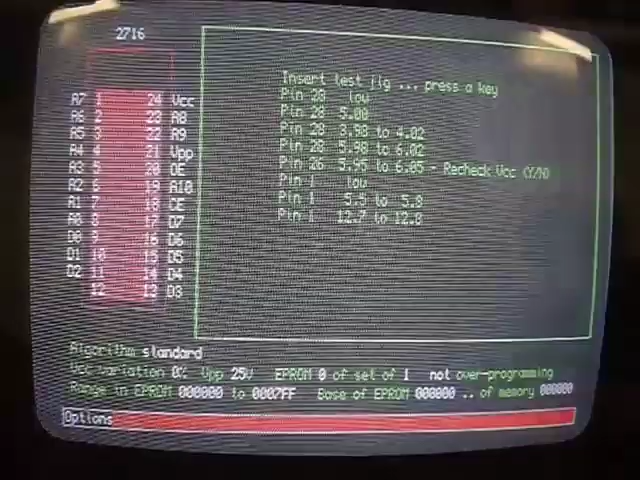 2716
Insert test jig ... press a key
Pin 28 low
Pin 28 5.00
Pin 28 3.98 to 4.02
Pin 28 5.98 to 6.02
Pin 26 5.95 to 6.05 - Recheck Vcc (Y/N)
Pin 1 low
Pin 1 5.5 to 5.8
Pin 1 12.7 to 12.8
A7 1 24 Vcc
A6 2 23 A8
A5 3 22 A9
A4 4 21 Vpp
A3 5 20 OE
A2 6 19 A10
A1 7 18 CE
A0 8 17 D7
D0 9 16 D6
D1 10 15 D5
D2 11 14 D4
12 13 D3
Algorithm standard
Vcc variation 0% Vpp 25V EPROM 0 of set of 1 not over-programming
Range in EPROM 000000 to 0007FF Base of EPROM 000000 .. of memory 000000
Options